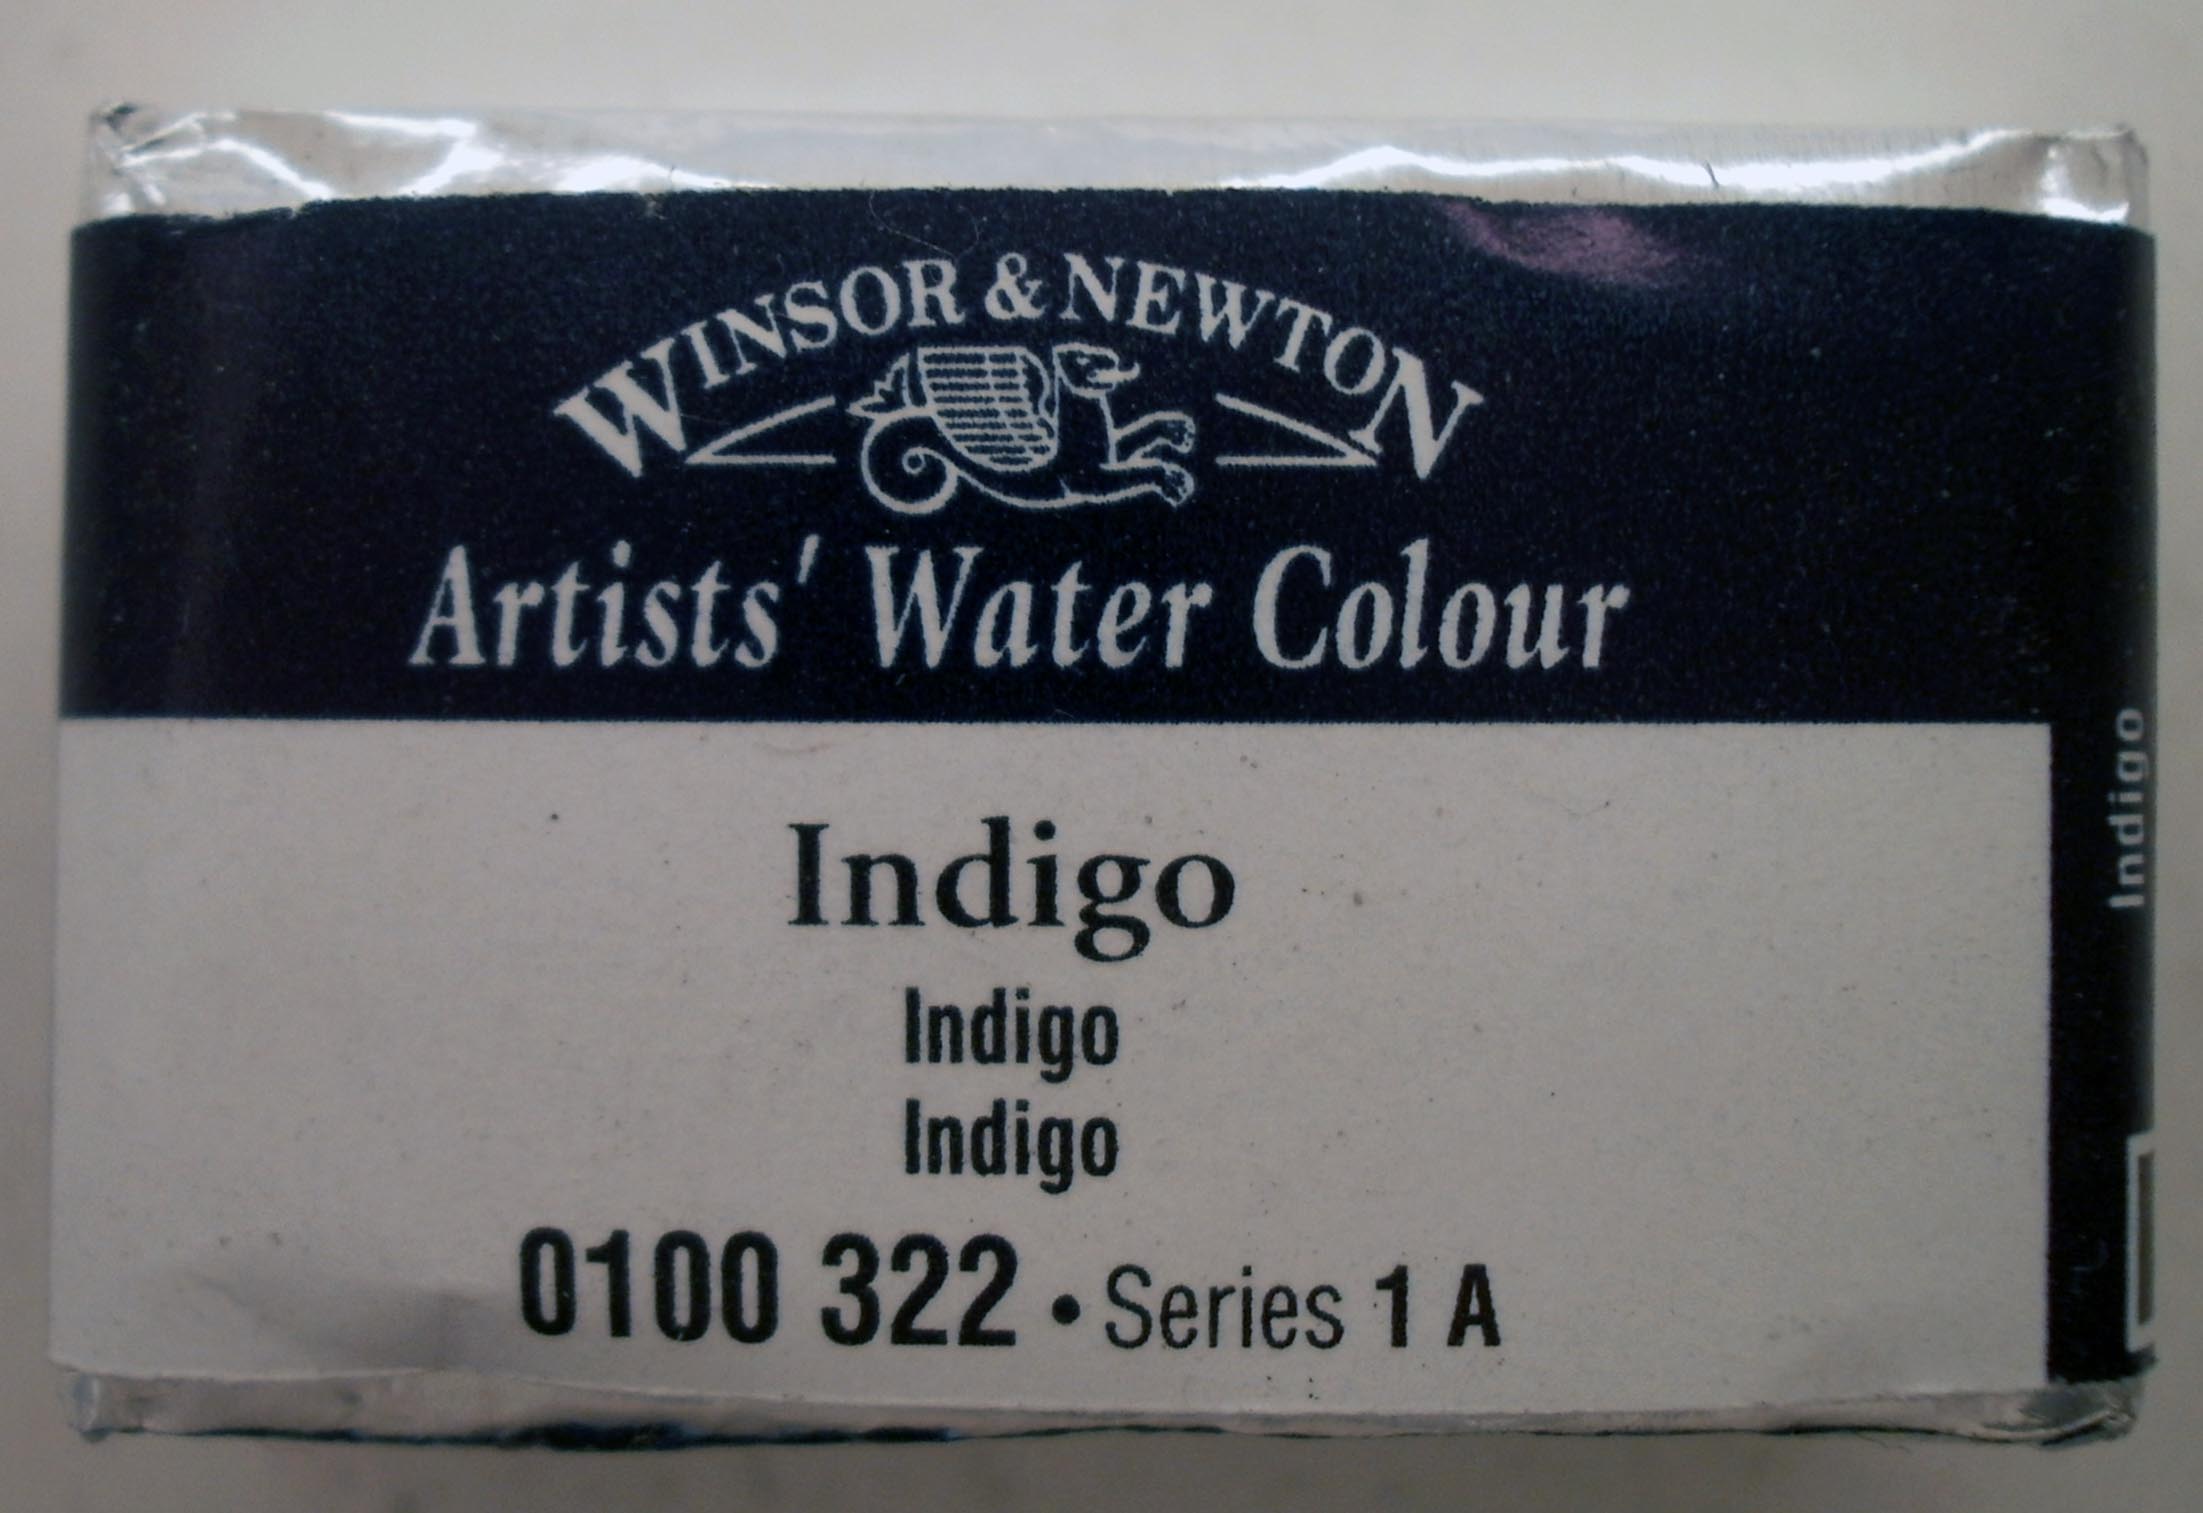 WINSOR & NEWTON
Artists' Water Colour
Indigo
Indigo
Indigo
0100 322 • Series 1 A
Indigo